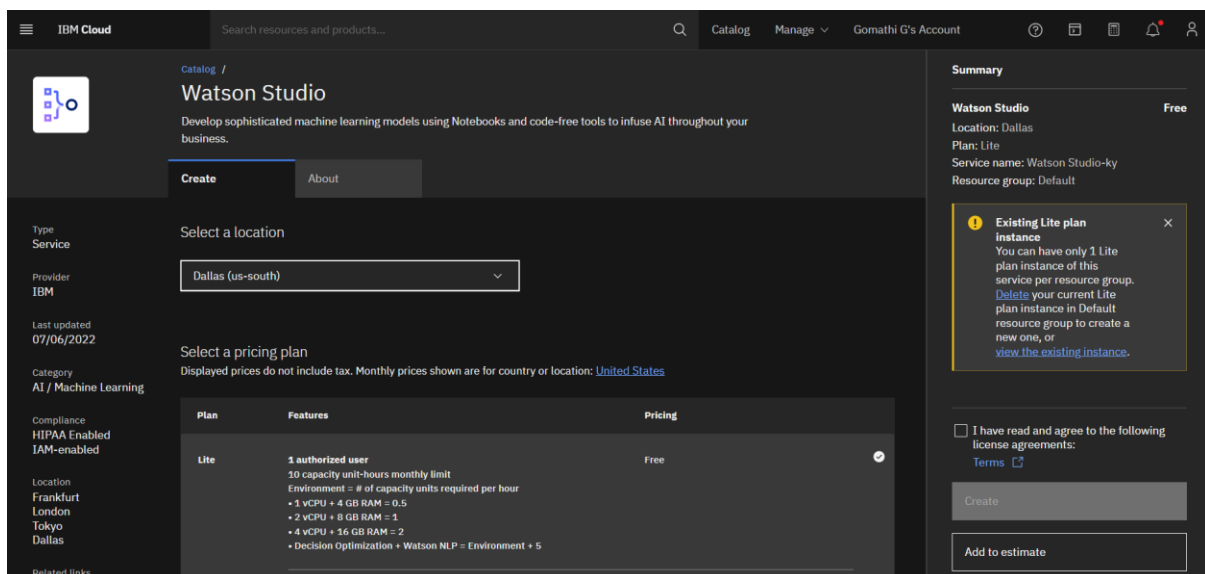 IBM Cloud
Search resources and products...
Catalog
Manage
Gomathi G's Account
Catalog /
Watson Studio
Develop sophisticated machine learning models using Notebooks and code-free tools to infuse AI throughout your
business.
Create
About
Type
Service
Provider
IBM
Last updated
07/06/2022
Category
AI / Machine Learning
Compliance
HIPAA Enabled
IAM-enabled
Location
Frankfurt
London
Tokyo
Dallas
Related links
Select a location
Dallas (us-south)
Select a pricing plan
Displayed prices do not include tax. Monthly prices shown are for country or location: United States
Plan
Features
Pricing
Lite
1 authorized user
Free
10 capacity unit-hours monthly limit
Environment = # of capacity units required per hour
• 1 vCPU + 4 GB RAM = 0.5
• 2 vCPU + 8 GB RAM = 1
• 4 vCPU + 16 GB RAM = 2
• Decision Optimization + Watson NLP = Environment + 5
Summary
Watson Studio
Free
Location: Dallas
Plan: Lite
Service name: Watson Studio-ky
Resource group: Default
Existing Lite plan
instance
You can have only 1 Lite
plan instance of this
service per resource group.
Delete your current Lite
plan instance in Default
resource group to create a
new one, or
view the existing instance.
I have read and agree to the following
license agreements:
Terms
Create
Add to estimate